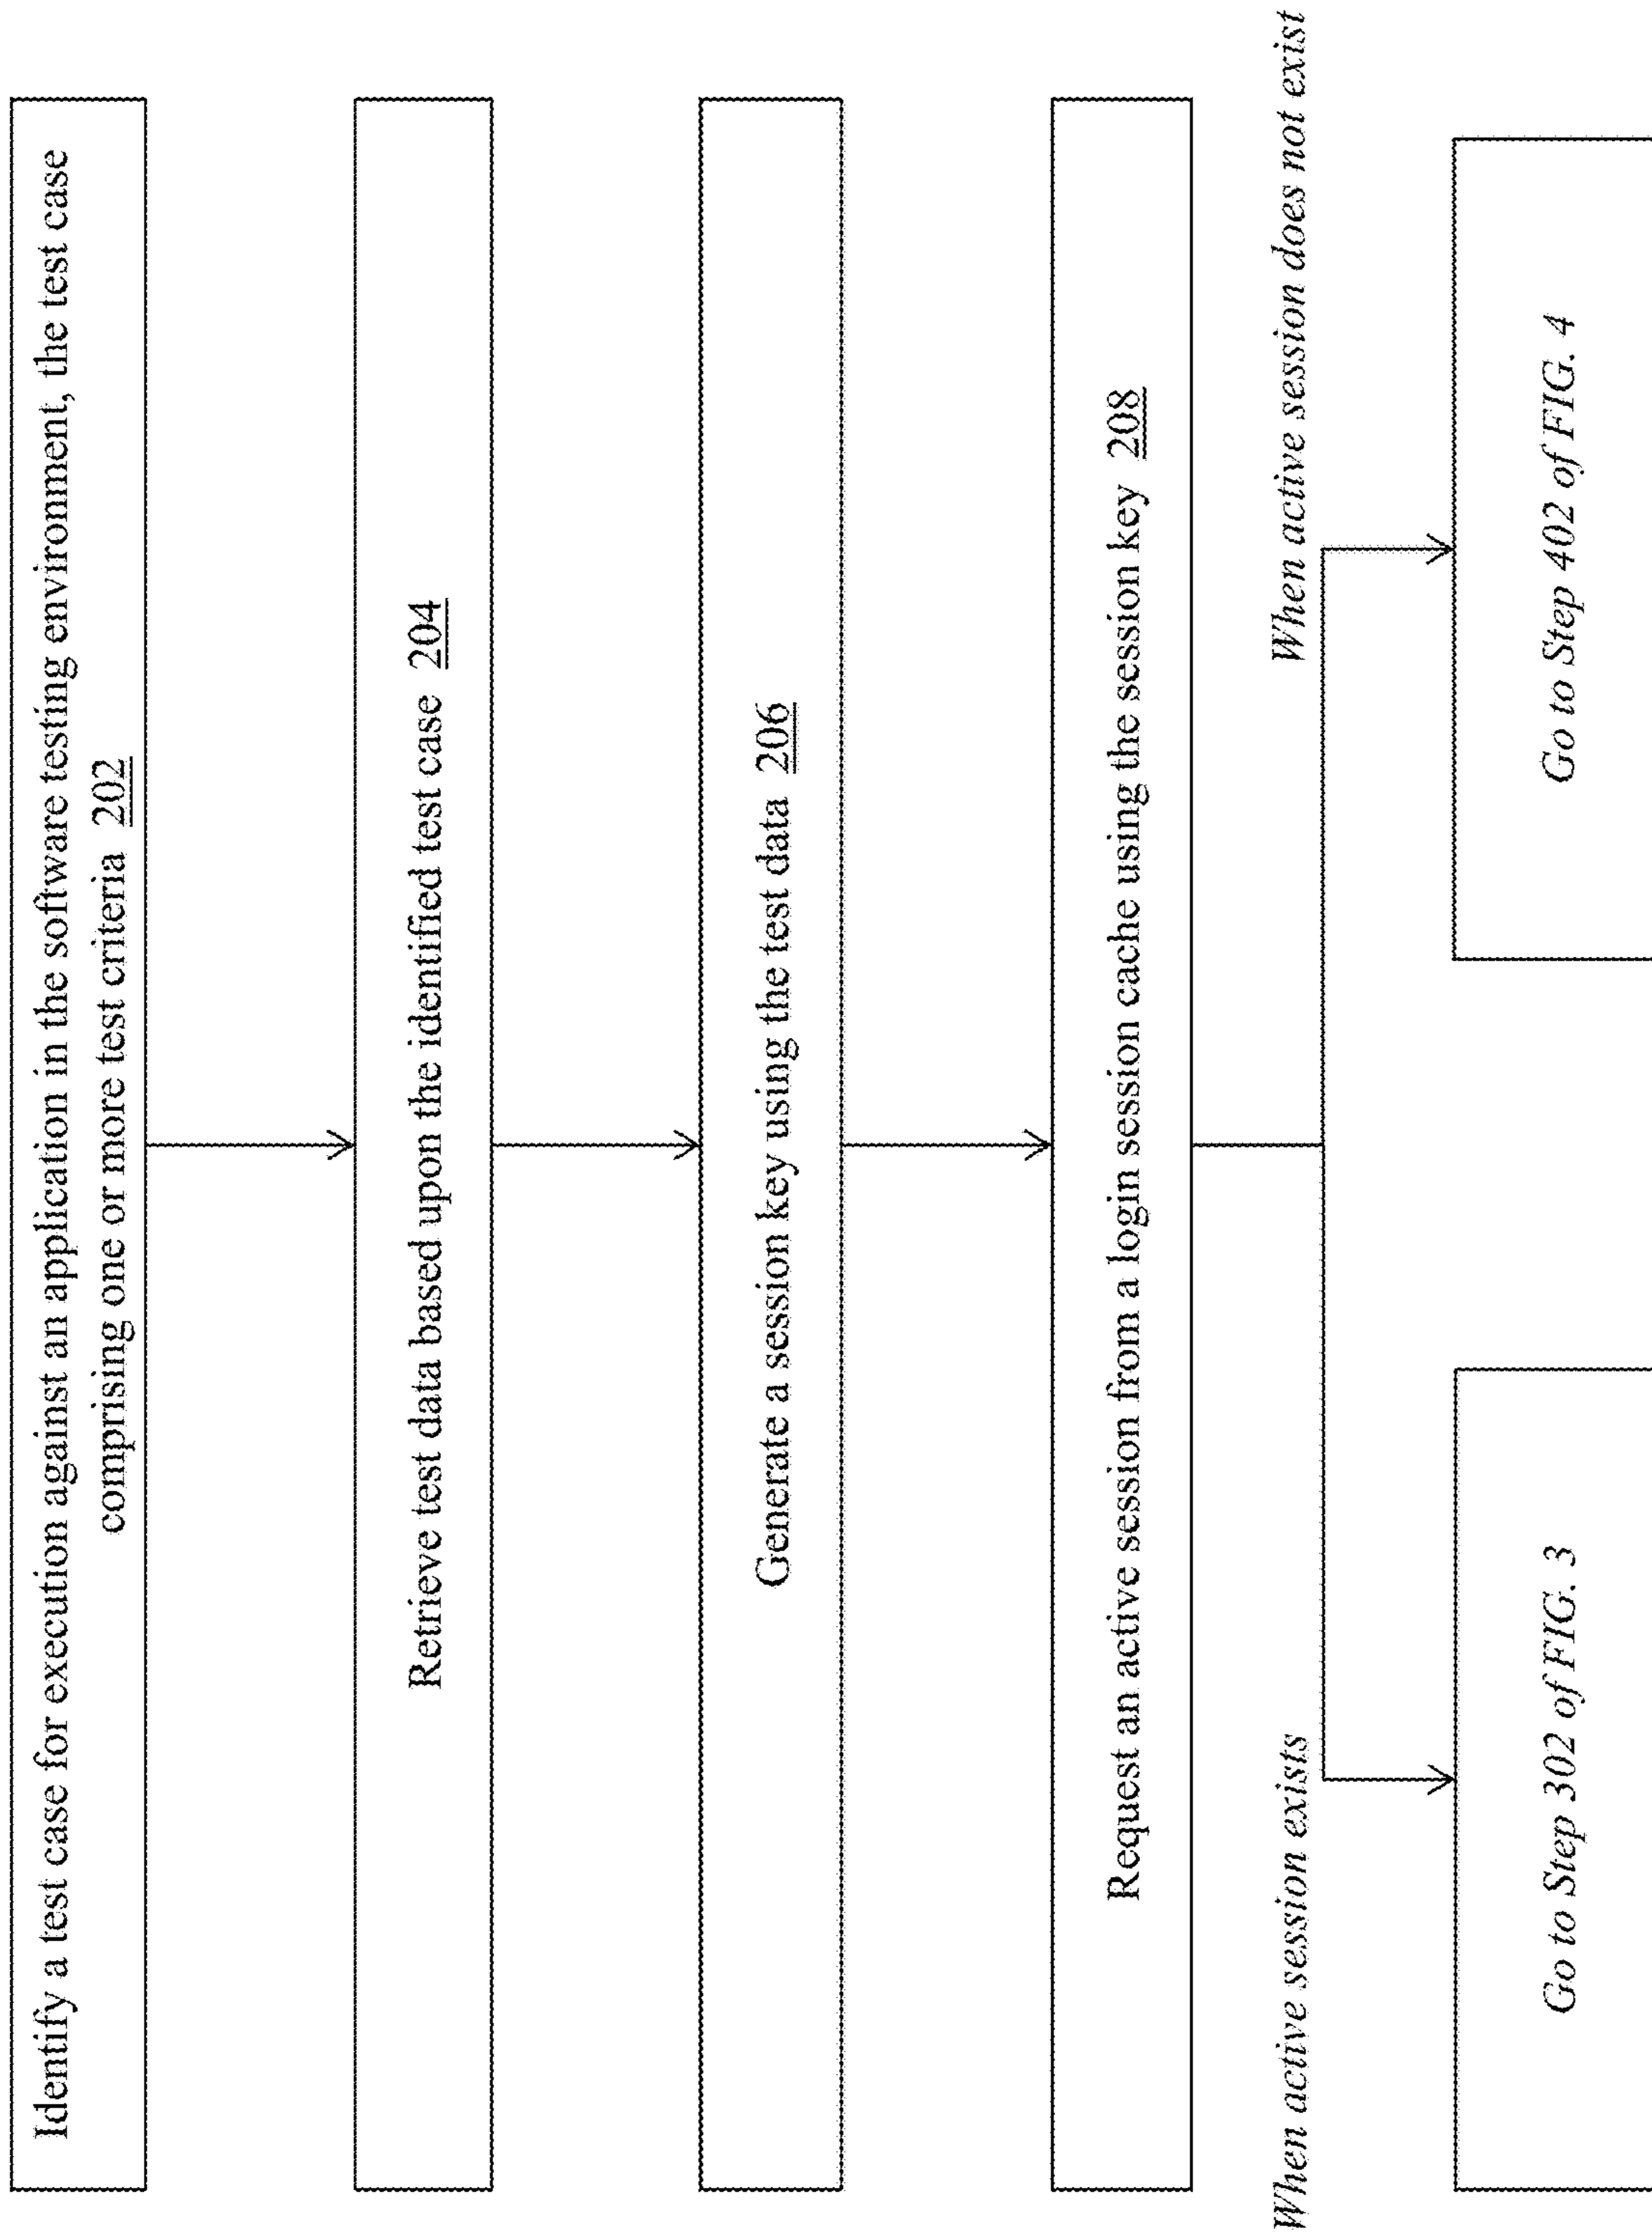 Identify a test case for execution against an application in the software testing environment, the test case
comprising one or more test criteria 202
Retrieve test data based upon the identified test case 204
Generate a session key using the test data 206
Request an active session from a login session cache using the session key 208
When active session exists
When active session does not exist
Go to Step 302 of FIG. 3
Go to Step 402 of FIG. 4